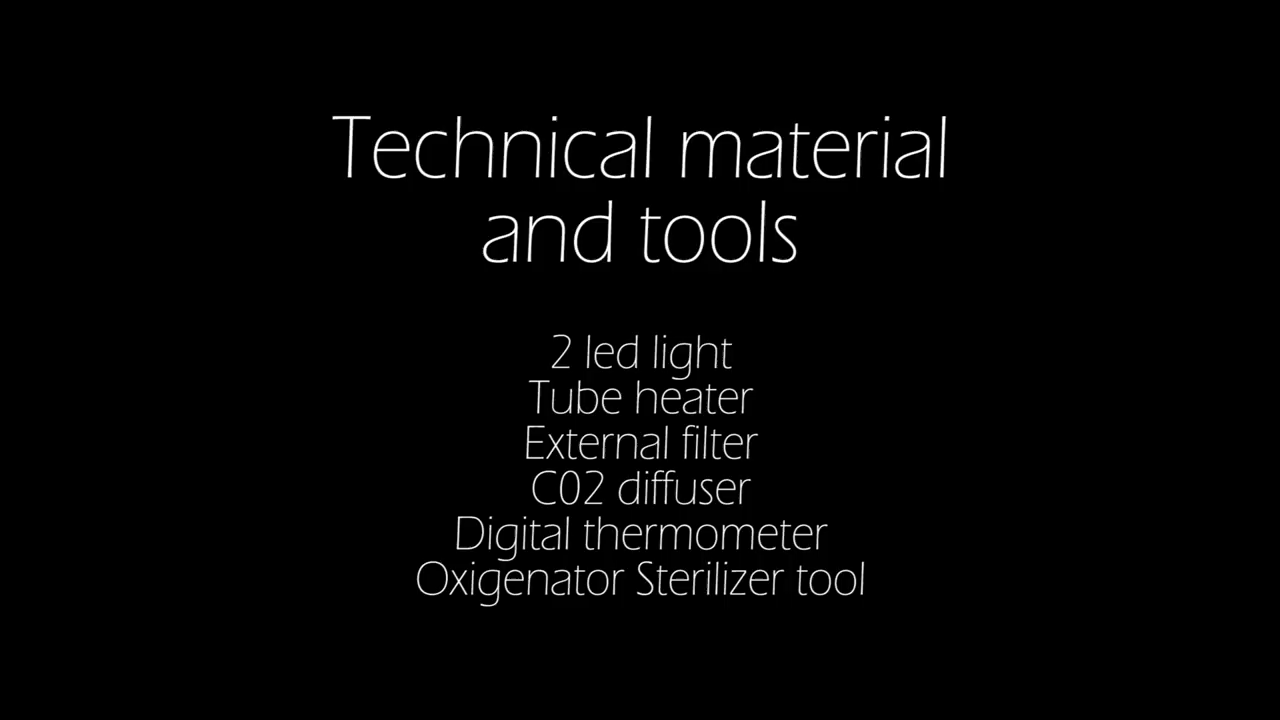 Technical material
and tools
2 led light
Tube heater
External filter
C02 diffuser
Digital thermometer
Oxigenator Sterilizer tool